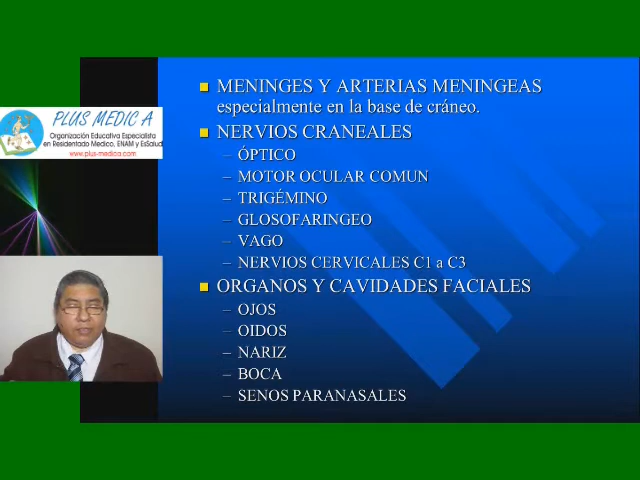 PLUS MEDIC A
Organización Educativa Especialista
en Residentado Medico, ENAM y EsSalud
www.plus-medica.com
MENINGES Y ARTERIAS MENINGEAS
especialmente en la base de cráneo.
NERVIOS CRANEALES
– ÓPTICO
– MOTOR OCULAR COMUN
– TRIGÉMINO
– GLOSOFARINGEO
– VAGO
– NERVIOS CERVICALES C1 a C3
ORGANOS Y CAVIDADES FACIALES
– OJOS
– OIDOS
– NARIZ
– BOCA
– SENOS PARANASALES